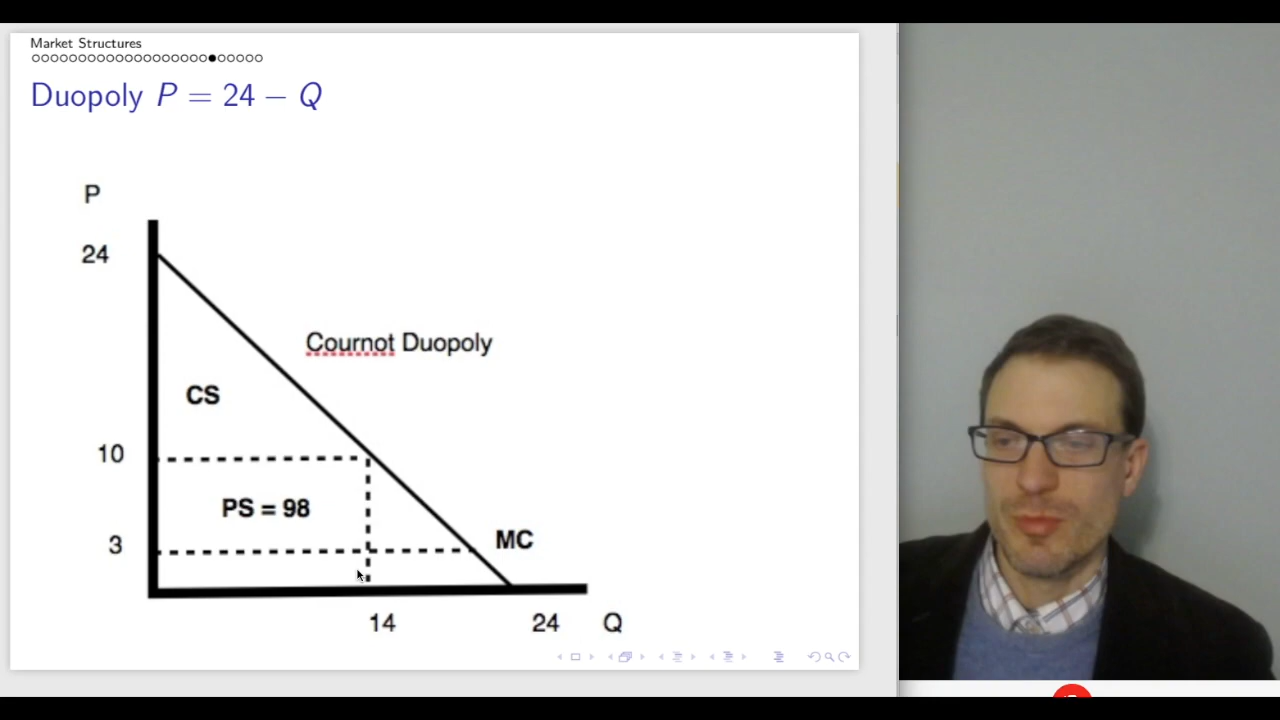 Market Structures
Duopoly P = 24 − Q
P
24
Cournot Duopoly
CS
10
PS = 98
3
MC
14
24
Q